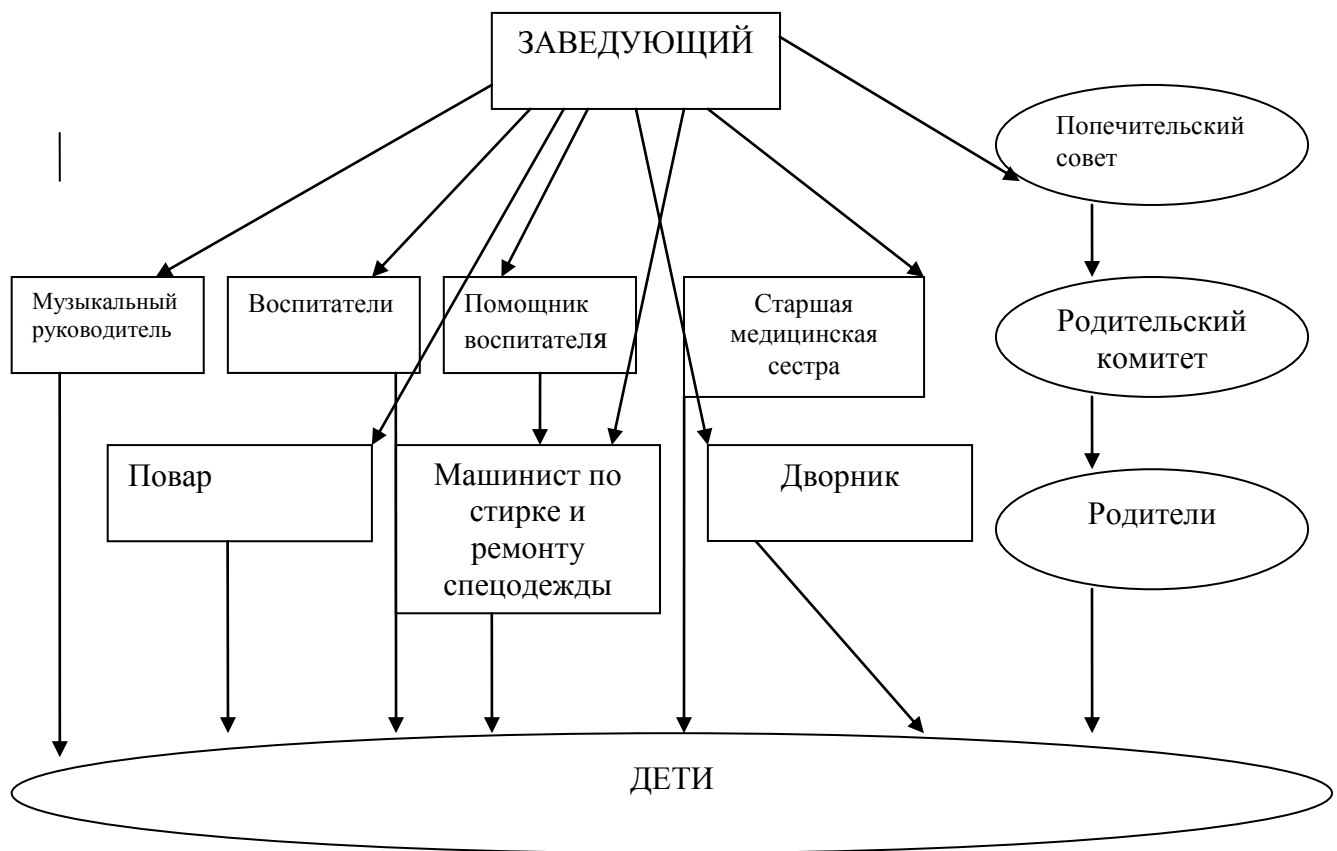 ЗАВЕДУЮЩИЙ
Попечительский
совет
Музыкальный
руководитель
Воспитатели
Помощник
воспитателя
Старшая
медицинская
сестра
Родительский
комитет
Повар
Машинист по
стирке и
ремонту
спецодежды
Дворник
Родители
ДЕТИ